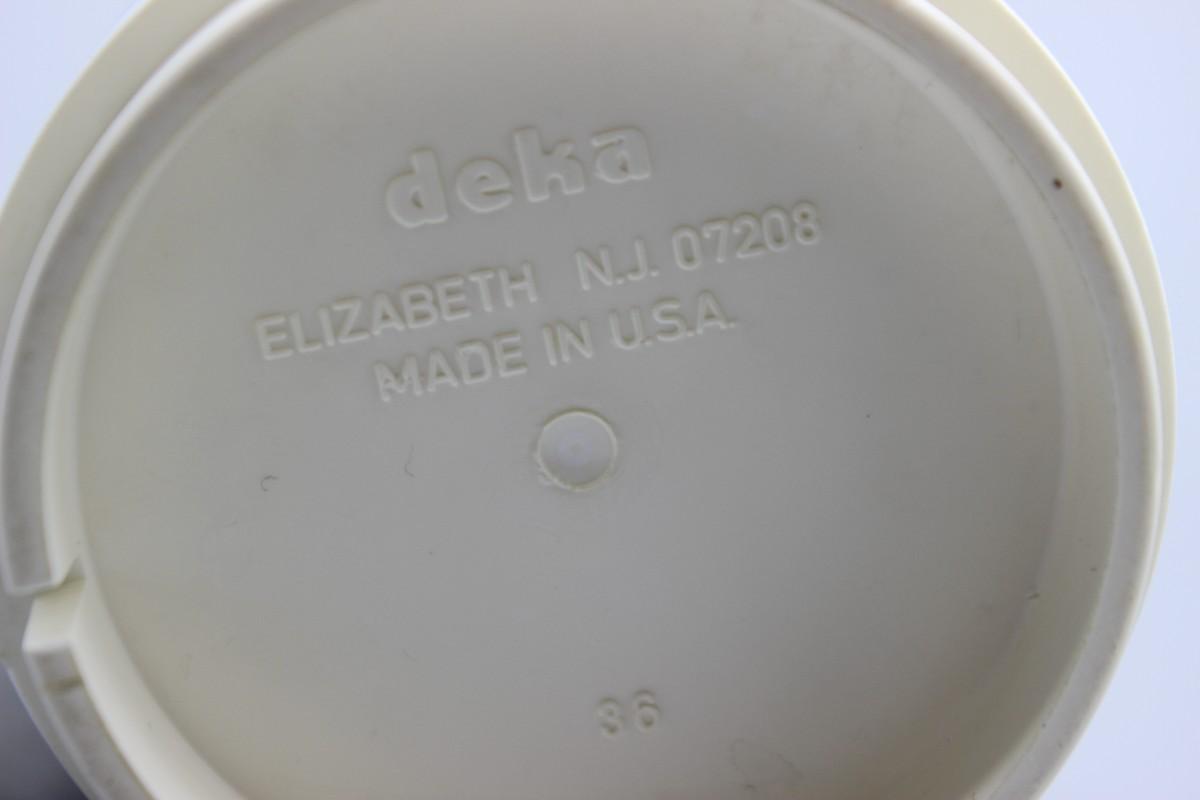 deka
ELIZABETH N.J. 07208
MADE IN U.S.A.
36